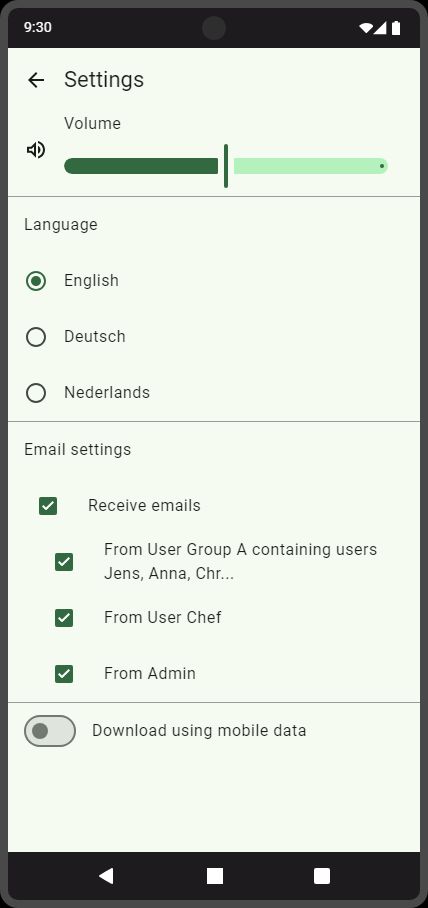 9:30
Settings
Volume
Language
English
Deutsch
Nederlands
Email settings
Receive emails
From User Group A containing users
Jens, Anna, Chr...
From User Chef
From Admin
Download using mobile data